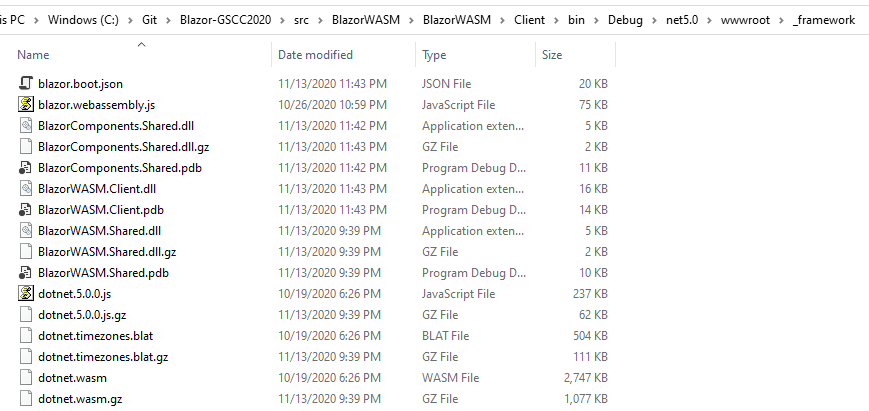 is PC > Windows (C:) > Git > Blazor-GSCC2020 > src > BlazorWASM > BlazorWASM > Client > bin > Debug > net5.0 > wwwroot > _framework
Name Date modified Type Size
blazor.boot.json 11/13/2020 11:43 PM JSON File 20 KB
blazor.webassembly.js 10/26/2020 10:59 PM JavaScript File 75 KB
BlazorComponents.Shared.dll 11/13/2020 11:42 PM Application exten... 5 KB
BlazorComponents.Shared.dll.gz 11/13/2020 11:43 PM GZ File 2 KB
BlazorComponents.Shared.pdb 11/13/2020 11:42 PM Program Debug D... 11 KB
BlazorWASM.Client.dll 11/13/2020 11:43 PM Application exten... 16 KB
BlazorWASM.Client.pdb 11/13/2020 11:43 PM Program Debug D... 14 KB
BlazorWASM.Shared.dll 11/13/2020 9:39 PM Application exten... 5 KB
BlazorWASM.Shared.dll.gz 11/13/2020 9:39 PM GZ File 2 KB
BlazorWASM.Shared.pdb 11/13/2020 9:39 PM Program Debug D... 10 KB
dotnet.5.0.0.js 10/19/2020 6:26 PM JavaScript File 237 KB
dotnet.5.0.0.js.gz 11/13/2020 9:39 PM GZ File 62 KB
dotnet.timezones.blat 10/19/2020 6:26 PM BLAT File 504 KB
dotnet.timezones.blat.gz 11/13/2020 9:39 PM GZ File 111 KB
dotnet.wasm 10/19/2020 6:26 PM WASM File 2,747 KB
dotnet.wasm.gz 11/13/2020 9:39 PM GZ File 1,077 KB